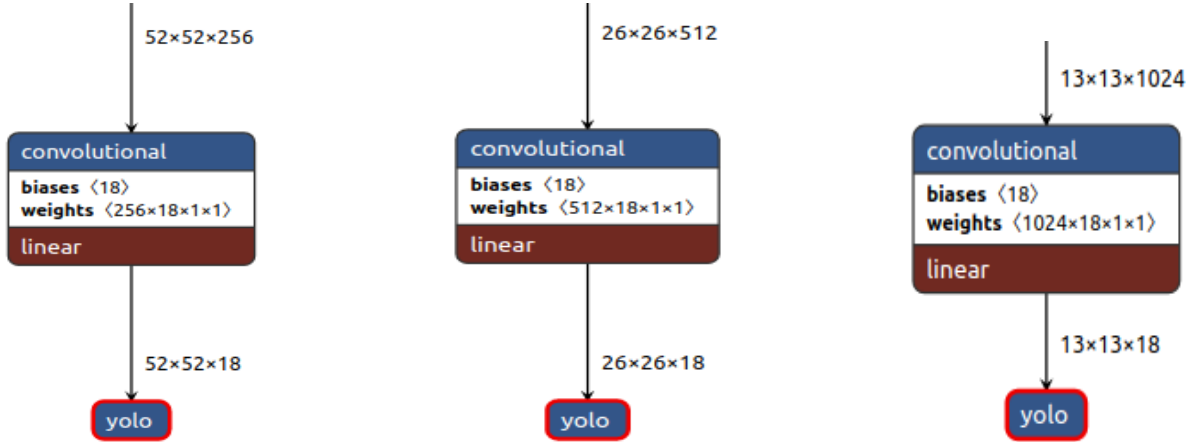 52×52×256
convolutional
biases 〈18〉
weights 〈256×18×1×1〉
linear
52×52×18
yolo
26×26×512
convolutional
biases 〈18〉
weights 〈512×18×1×1〉
linear
26×26×18
yolo
13×13×1024
convolutional
biases 〈18〉
weights 〈1024×18×1×1〉
linear
13×13×18
yolo